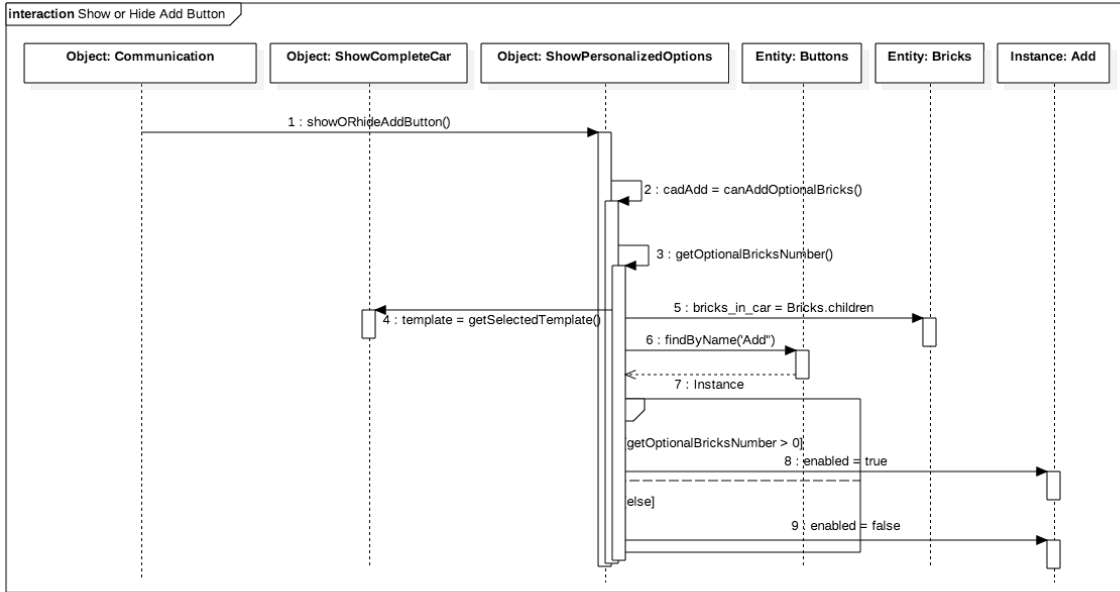 interaction Show or Hide Add Button
Object: Communication
Object: ShowCompleteCar
Object: ShowPersonalizedOptions
Entity: Buttons
Entity: Bricks
Instance: Add
1 : showORhideAddButton()
2 : cadAdd = canAddOptionalBricks()
3 : getOptionalBricksNumber()
4 : template = getSelectedTemplate()
5 : bricks_in_car = Bricks.children
6 : findByName('Add")
7 : Instance
[getOptionalBricksNumber > 0]
8 : enabled = true
[else]
9 : enabled = false